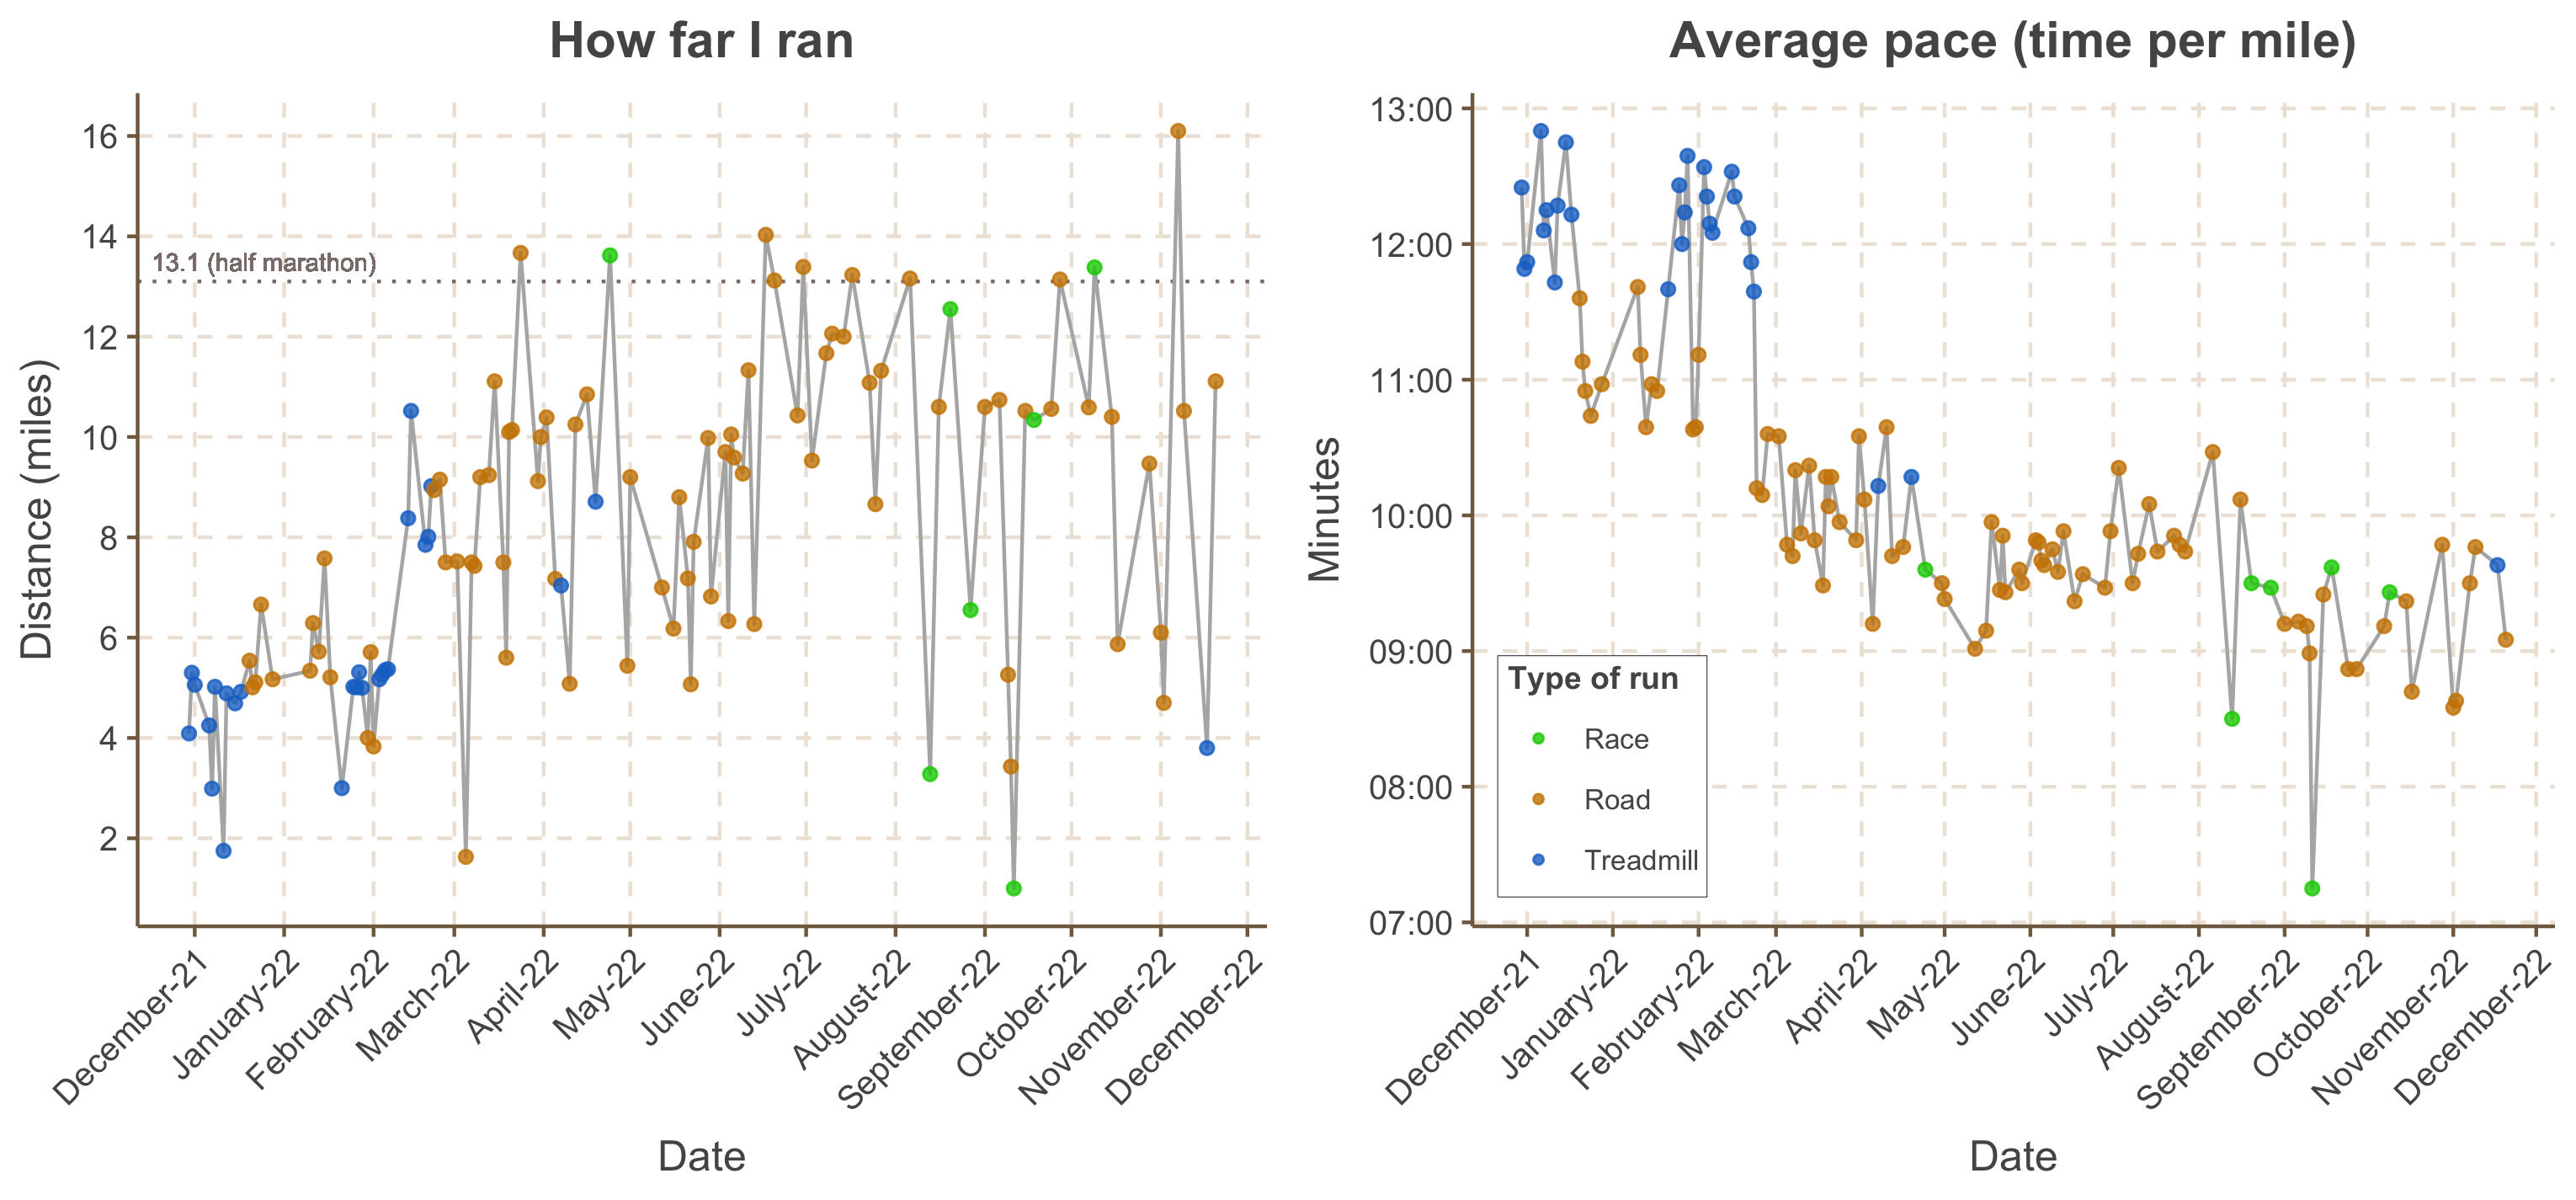 How far I ran
16
14
12
10
8
6
4
2
13.1 (half marathon)
Distance (miles)
December-21
January-22
February-22
March-22
April-22
May-22
June-22
July-22
August-22
September-22
October-22
November-22
December-22
Date
Average pace (time per mile)
13:00
12:00
11:00
10:00
09:00
08:00
07:00
Minutes
Type of run
Race
Road
Treadmill
December-21
January-22
February-22
March-22
April-22
May-22
June-22
July-22
August-22
September-22
October-22
November-22
December-22
Date